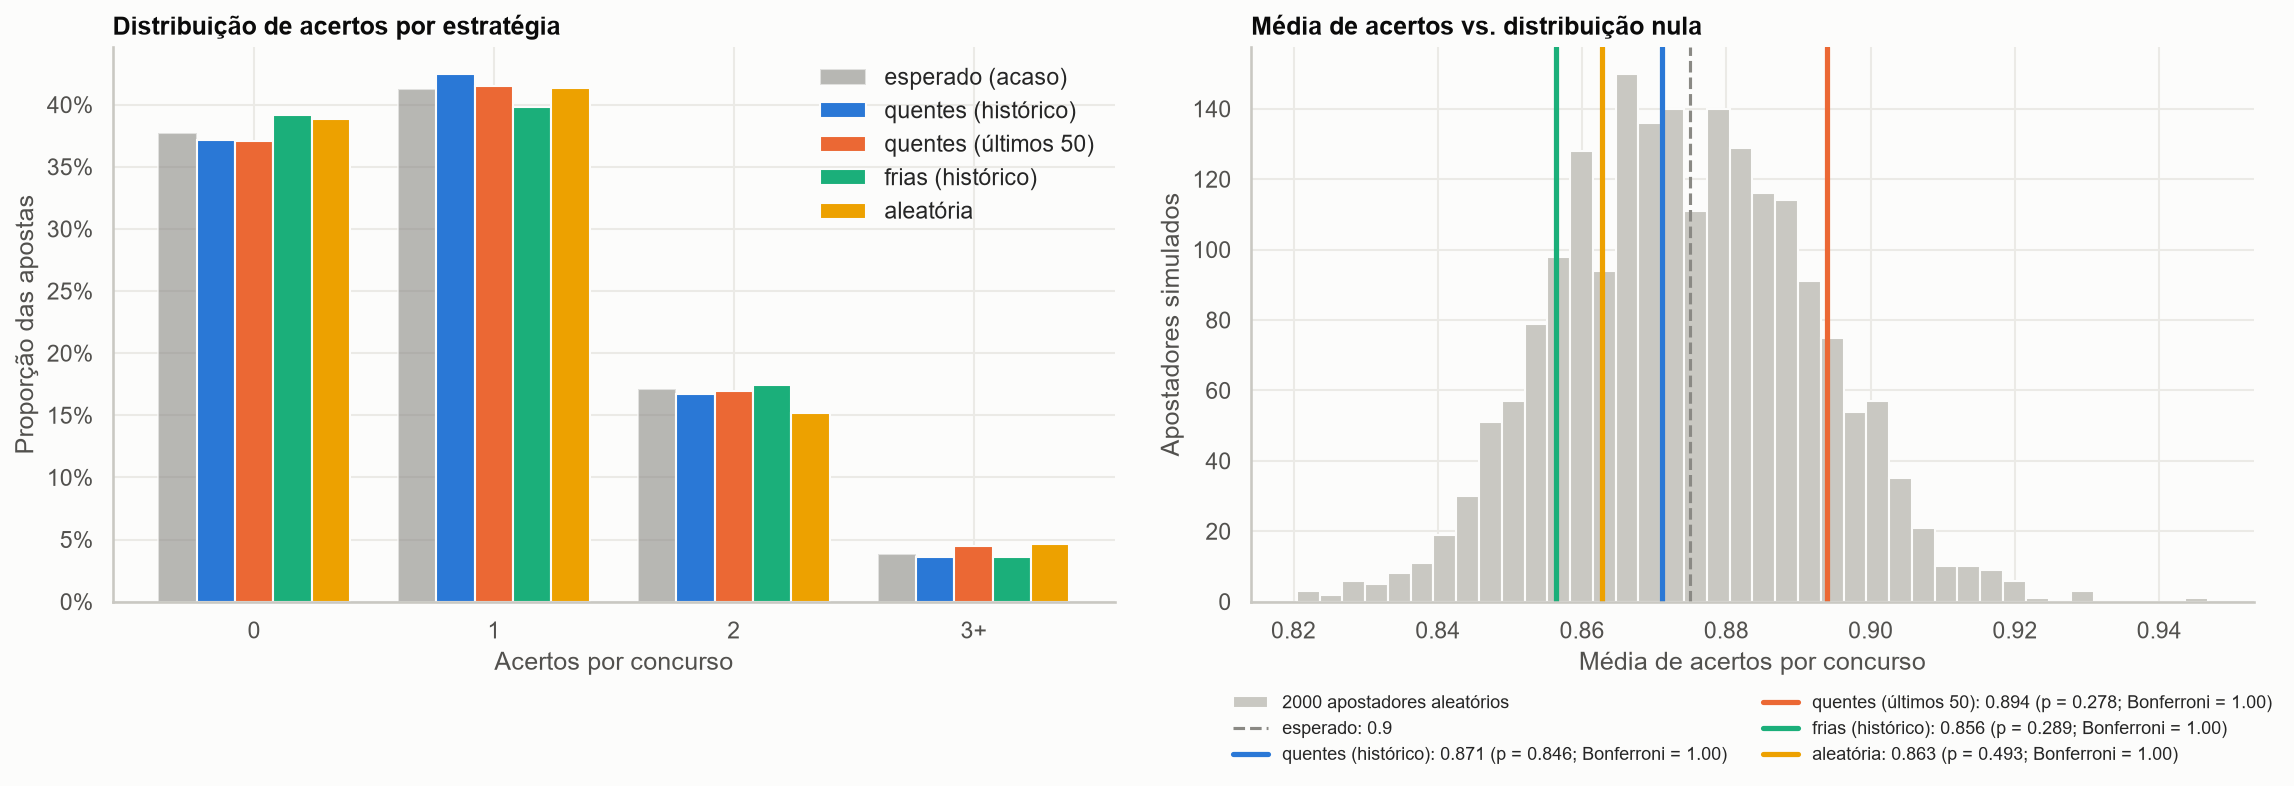 Distribuição de acertos por estratégia
Proporção das apostas
40%
35%
30%
25%
20%
15%
10%
5%
0%
esperado (acaso)
quentes (histórico)
quentes (últimos 50)
frias (histórico)
aleatória
0
1
2
3+
Acertos por concurso
Média de acertos vs. distribuição nula
Apostadores simulados
140
120
100
80
60
40
20
0
0.82
0.84
0.86
0.88
0.90
0.92
0.94
Média de acertos por concurso
2000 apostadores aleatórios
esperado: 0.9
quentes (histórico): 0.871 (p = 0.846; Bonferroni = 1.00)
quentes (últimos 50): 0.894 (p = 0.278; Bonferroni = 1.00)
frias (histórico): 0.856 (p = 0.289; Bonferroni = 1.00)
aleatória: 0.863 (p = 0.493; Bonferroni = 1.00)